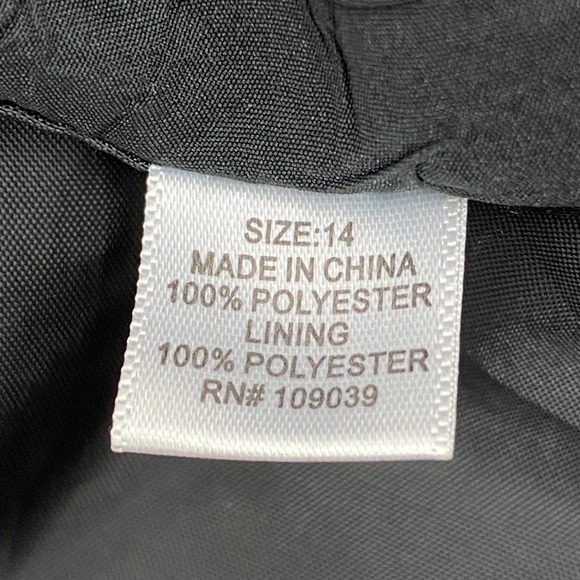 SIZE:14
MADE IN CHINA
100% POLYESTER
LINING
100% POLYESTER
RN# 109039